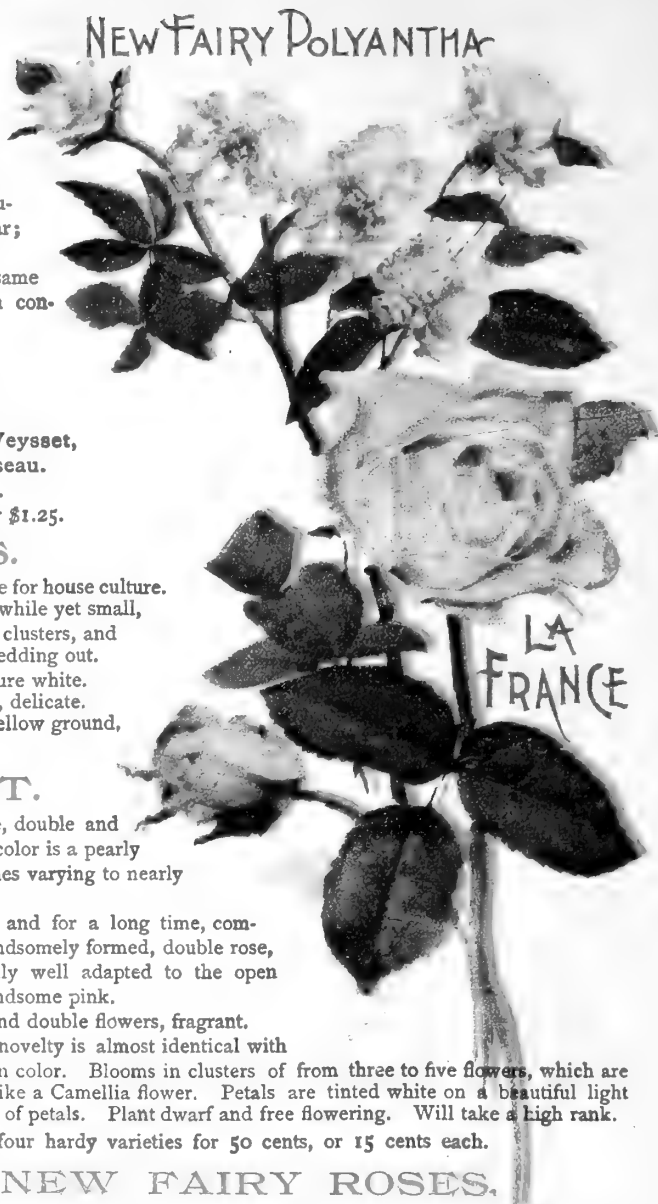 NEW FAIRY POLYANTHA
u-
ar;
same
con-
Veysset,
seau.
$1.25.
S.
e for house culture.
while yet small,
clusters, and
edding out.
ure white.
, delicate.
ellow ground,
LA
FRANCE
T.
, double and
color is a pearly
es varying to nearly
and for a long time, com-
ndsomely formed, double rose,
ly well adapted to the open
ndsome pink.
nd double flowers, fragrant.
novelty is almost identical with
n color. Blooms in clusters of from three to five flowers, which are
ike a Camellia flower. Petals are tinted white on a beautiful light
of petals. Plant dwarf and free flowering. Will take a high rank.
four hardy varieties for 50 cents, or 15 cents each.
NEW FAIRY ROSES.